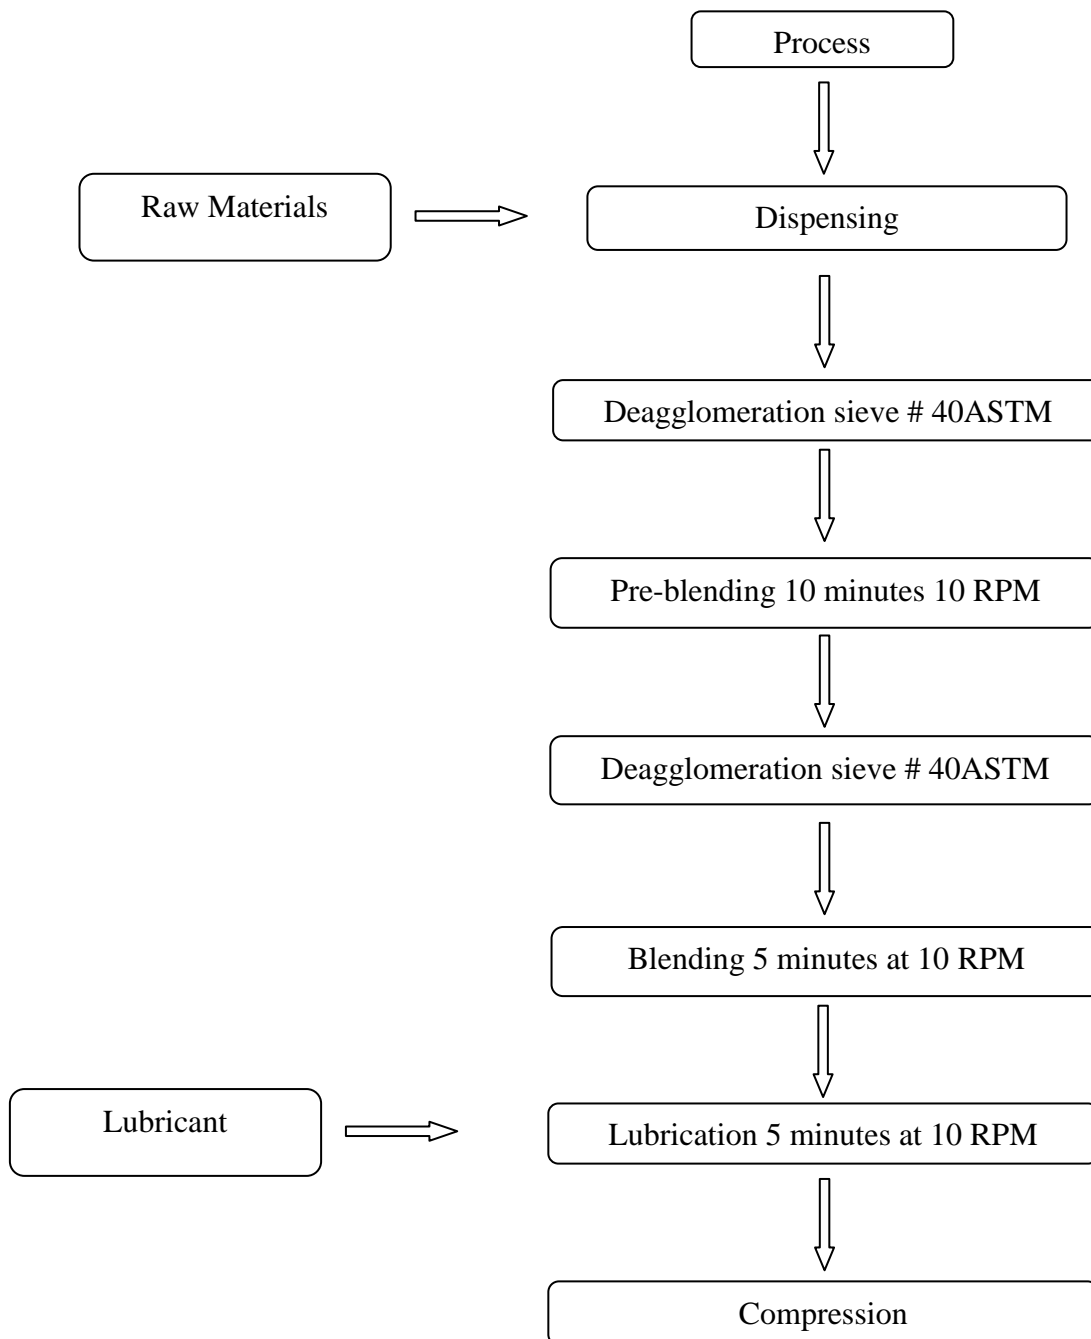 Process
Raw Materials
Dispensing
Deagglomeration sieve # 40ASTM
Pre-blending 10 minutes 10 RPM
Deagglomeration sieve # 40ASTM
Blending 5 minutes at 10 RPM
Lubricant
Lubrication 5 minutes at 10 RPM
Compression